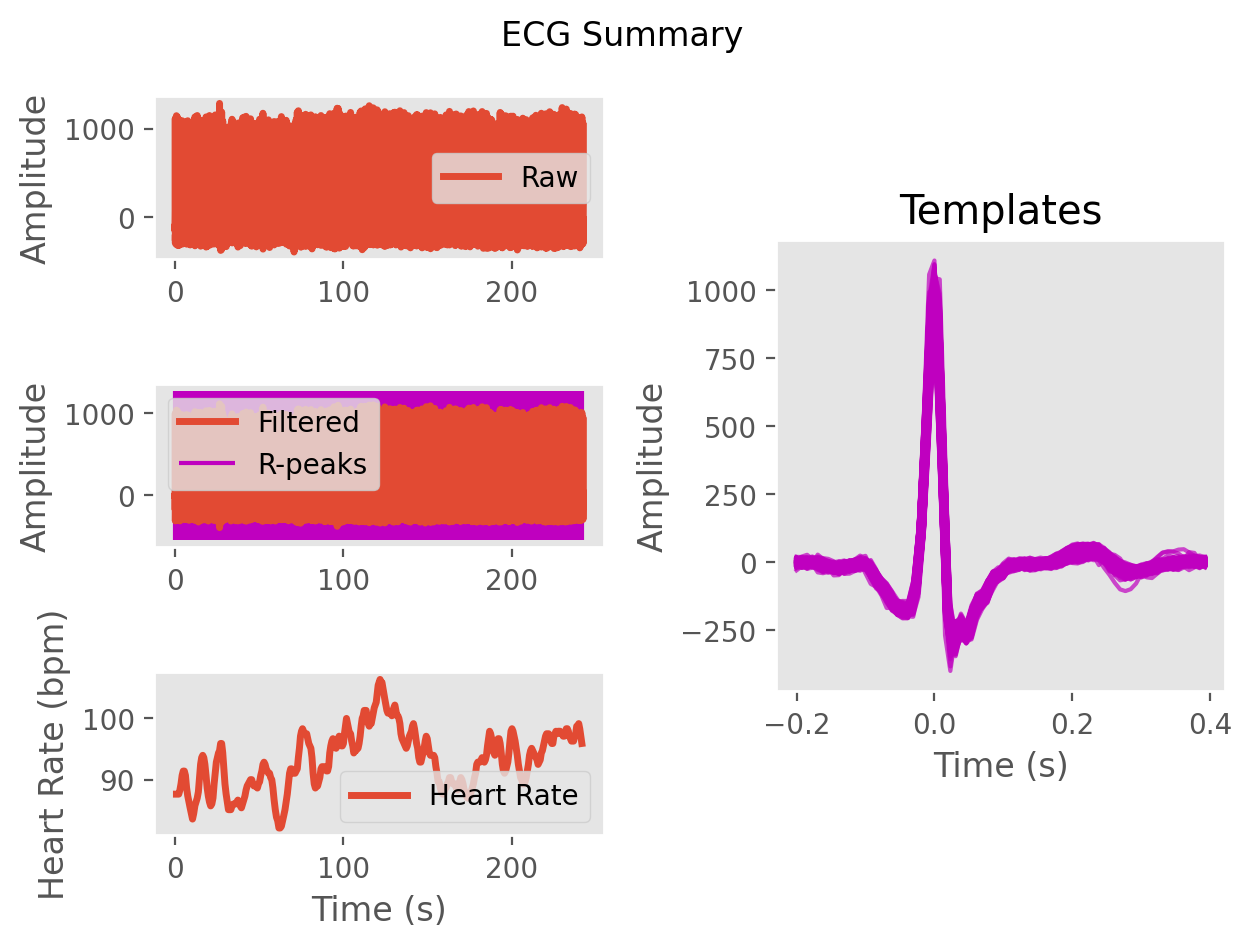 ECG Summary
Amplitude
1000
0
Raw
0 100 200
Amplitude
1000
0
Filtered
R-peaks
0 100 200
Heart Rate (bpm)
100
90
Heart Rate
0 100 200
Time (s)
Templates
Amplitude
1000
750
500
250
0
−250
−0.2 0.0 0.2 0.4
Time (s)